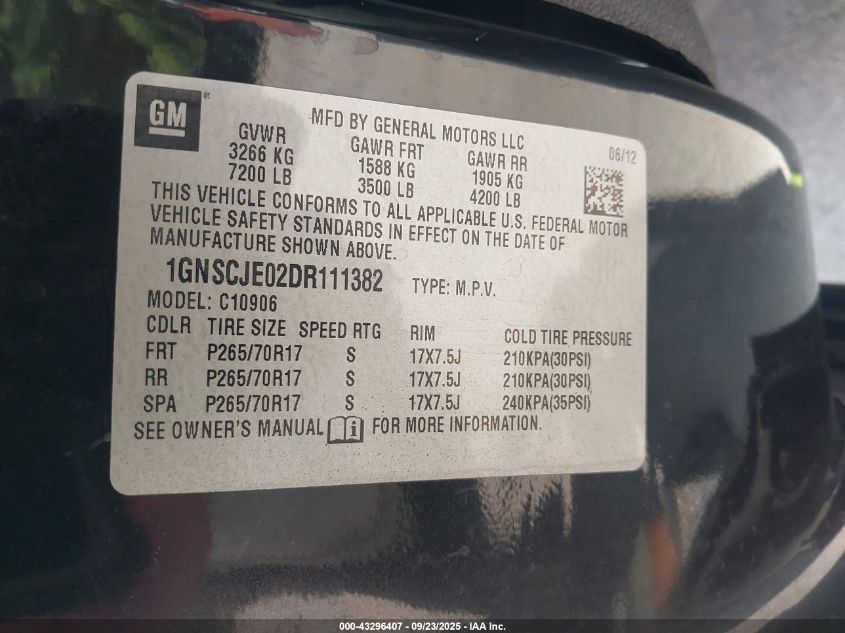 GM
MFD BY GENERAL MOTORS LLC
06/12
GVWR GAWR FRT GAWR RR
3266 KG 1588 KG 1905 KG
7200 LB 3500 LB 4200 LB
THIS VEHICLE CONFORMS TO ALL APPLICABLE U.S. FEDERAL MOTOR
VEHICLE SAFETY STANDARDS IN EFFECT ON THE DATE OF
MANUFACTURE SHOWN ABOVE.
1GNSCJE02DR111382 TYPE: M.P.V.
MODEL: C10906
CDLR TIRE SIZE SPEED RTG RIM COLD TIRE PRESSURE
FRT P265/70R17 S 17X7.5J 210KPA(30PSI)
RR P265/70R17 S 17X7.5J 210KPA(30PSI)
SPA P265/70R17 S 17X7.5J 240KPA(35PSI)
SEE OWNER'S MANUAL FOR MORE INFORMATION.
000-43296407 - 09/23/2025 - IAA Inc.